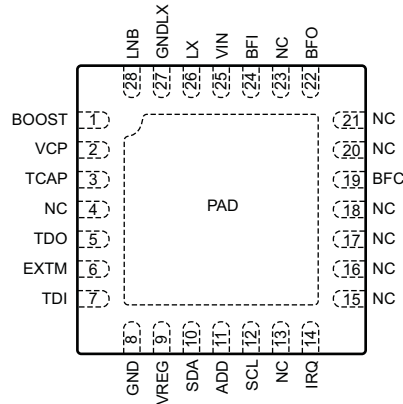 LNB
GNDLX
LX
VIN
BFI
NC
BFO
28
27
26
25
24
23
22
BOOST 1
VCP 2
TCAP 3
NC 4
TDO 5
EXTM 6
TDI 7
PAD
21 NC
20 NC
19 BFC
18 NC
17 NC
16 NC
15 NC
8
9
10
11
12
13
14
GND
VREG
SDA
ADD
SCL
NC
IRQ